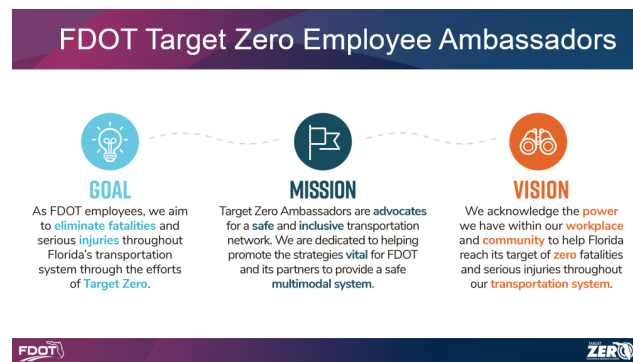 FDOT Target Zero Employee Ambassadors
GOAL
As FDOT employees, we aim
to eliminate fatalities and
serious injuries throughout
Florida's transportation
system through the efforts
of Target Zero.
MISSION
Target Zero Ambassadors are advocates
for a safe and inclusive transportation
network. We are dedicated to helping
promote the strategies vital for FDOT
and its partners to provide a safe
multimodal system.
VISION
We acknowledge the power
we have within our workplace
and community to help Florida
reach its target of zero fatalities
and serious injuries throughout
our transportation system.
FDOT
TARGET
ZERO